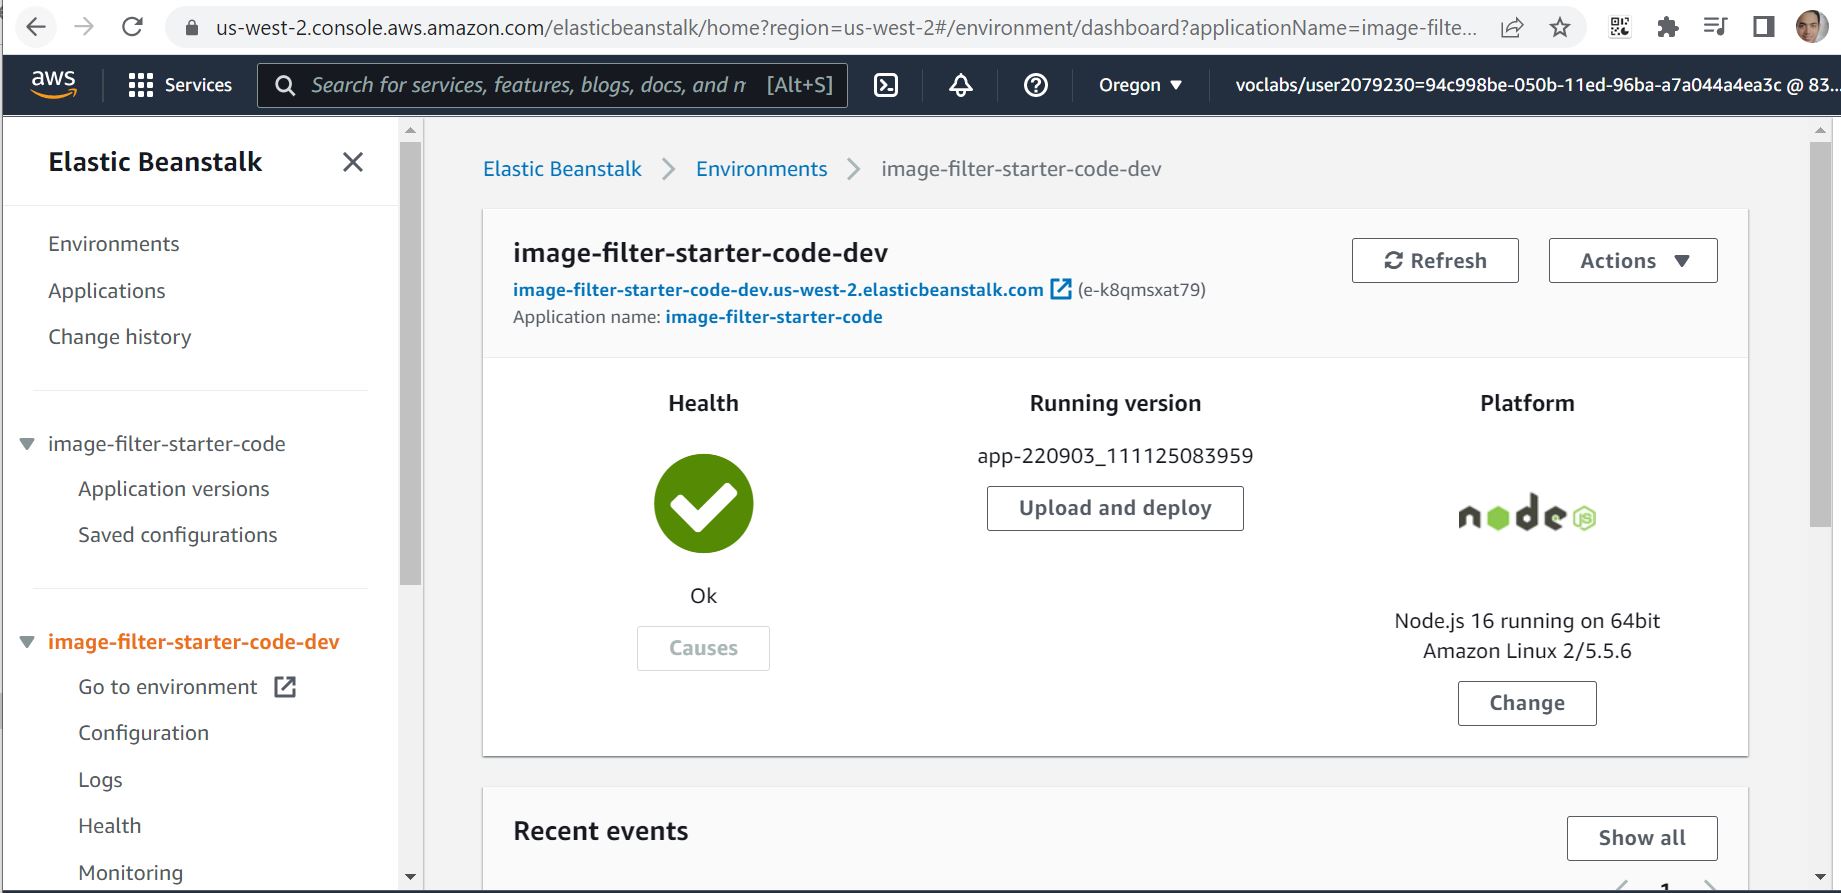 us-west-2.console.aws.amazon.com/elasticbeanstalk/home?region=us-west-2#/environment/dashboard?applicationName=image-filte...
aws
Services
Search for services, features, blogs, docs, and m
[Alt+S]
Oregon
voclabs/user2079230=94c998be-050b-11ed-96ba-a7a044a4ea3c @ 83...
Elastic Beanstalk
Environments
Applications
Change history
image-filter-starter-code
Application versions
Saved configurations
image-filter-starter-code-dev
Go to environment
Configuration
Logs
Health
Monitoring
Elastic Beanstalk > Environments > image-filter-starter-code-dev
image-filter-starter-code-dev
image-filter-starter-code-dev.us-west-2.elasticbeanstalk.com (e-k8qmsxat79)
Application name: image-filter-starter-code
Refresh
Actions
Health
Ok
Causes
Running version
app-220903_111125083959
Upload and deploy
Platform
node JS
Node.js 16 running on 64bit
Amazon Linux 2/5.5.6
Change
Recent events
Show all
1